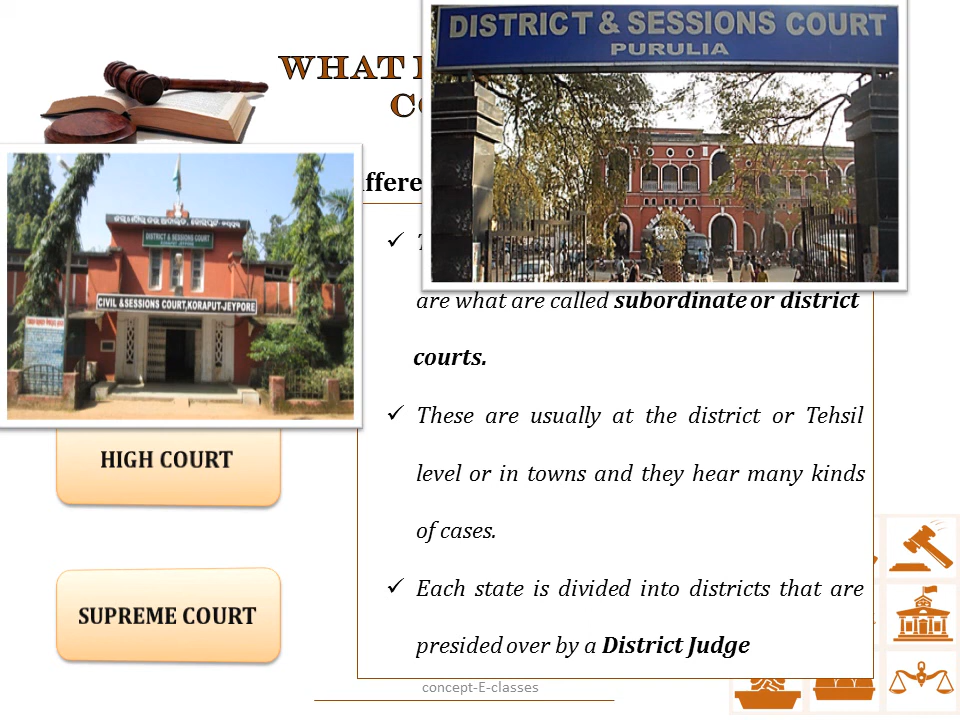 DISTRICT & SESSIONS COURT
PURULIA
WHAT
DISTRICT & SESSIONS COURT
CIVIL &SESSIONS COURT,KORAPUT-JEYPORE
are what are called subordinate or district
courts.
✓ These are usually at the district or Tehsil
level or in towns and they hear many kinds
of cases.
✓ Each state is divided into districts that are
presided over by a District Judge
HIGH COURT
SUPREME COURT
concept-E-classes